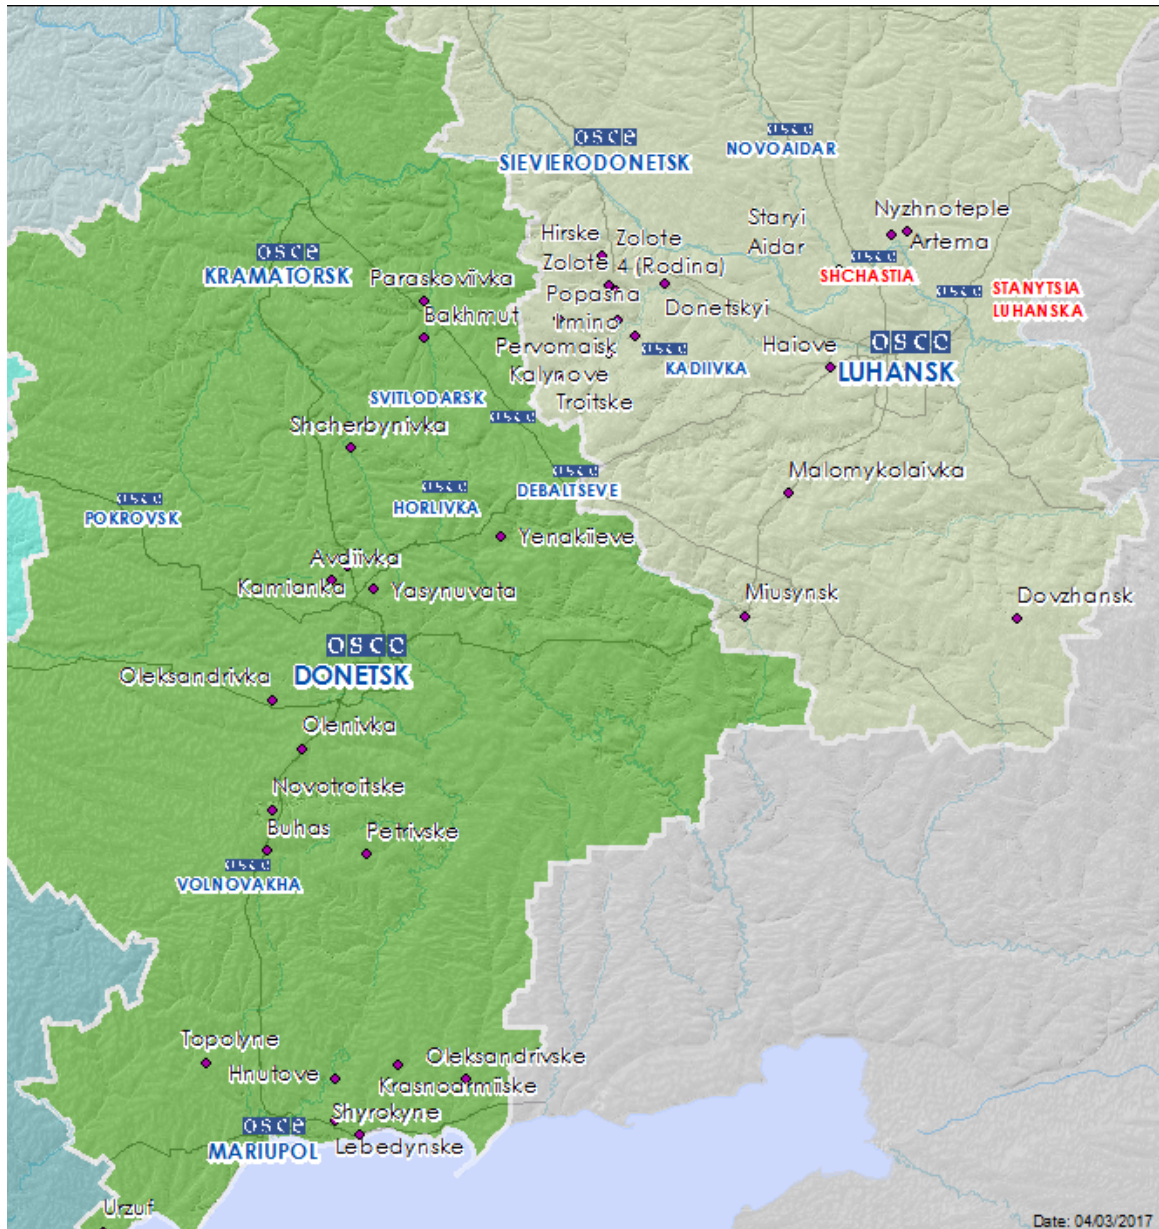 osce
SIEVIERODONETSK
osce
NOVOAIDAR
Staryi
Aidar
Nyzhnoteple
Artema
osce
SHCHASTIA
osce
STANYTSIA
LUHANSKA
osce
KRAMATORSK
Hirske
Zolote
Zolote
4 (Rodina)
Popasna
Donetskyi
Irmino
Pervomaisk
osce
KADIIVKA
Kalynove
Troitske
Haiove
osce
LUHANSK
Paraskoviivka
Bakhmut
SVITLODARSK
osce
Shcherbynivka
osce
DEBALTSEVE
osce
HORLIVKA
osce
POKROVSK
Malomykolaivka
Yenakiieve
Avdiivka
Kamianka
Yasynuvata
Miusynsk
Dovzhansk
osce
DONETSK
Oleksandrivka
Olenivka
Novotroitske
Buhas
Petrivske
osce
VOLNOVAKHA
Topolyne
Hnutove
Oleksandrivske
Krasnoarmiiske
osce
MARIUPOL
Shyrokyne
Lebedynske
Urzuf
Date: 04/03/2017